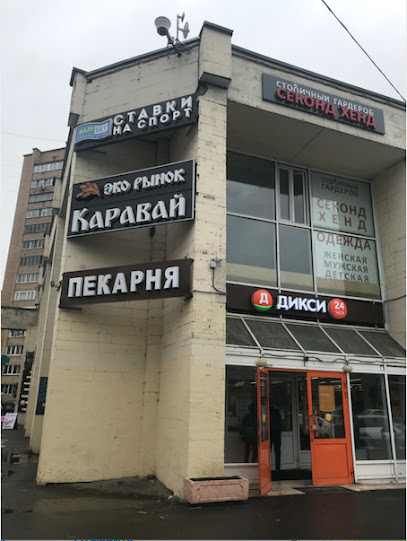 СТАВКИ
НА СПОРТ
ЭКО РЫНОК
КАРАВАЙ
ПЕКАРНЯ
СТОЛИЧНЫЙ ГАРДЕРОБ
СЕКОНД ХЕНД
СТОЛИЧНЫЙ
ГАРДЕРОБ
СЕКОНД
ХЕНД
ОДЕЖДА
ЖЕНСКАЯ
МУЖСКАЯ
ДЕТСКАЯ
Д ДИКСИ 24